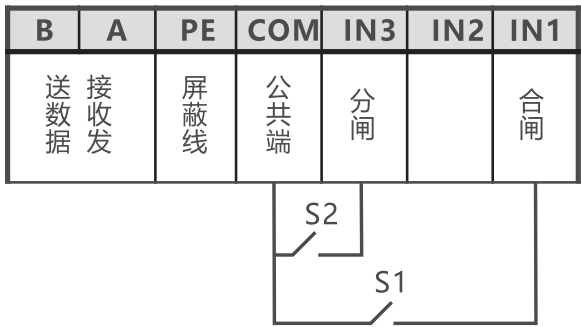 B A PE COM IN3 IN2 IN1
接收发
送数据
屏蔽线
公共端
分闸
合闸
S2
S1